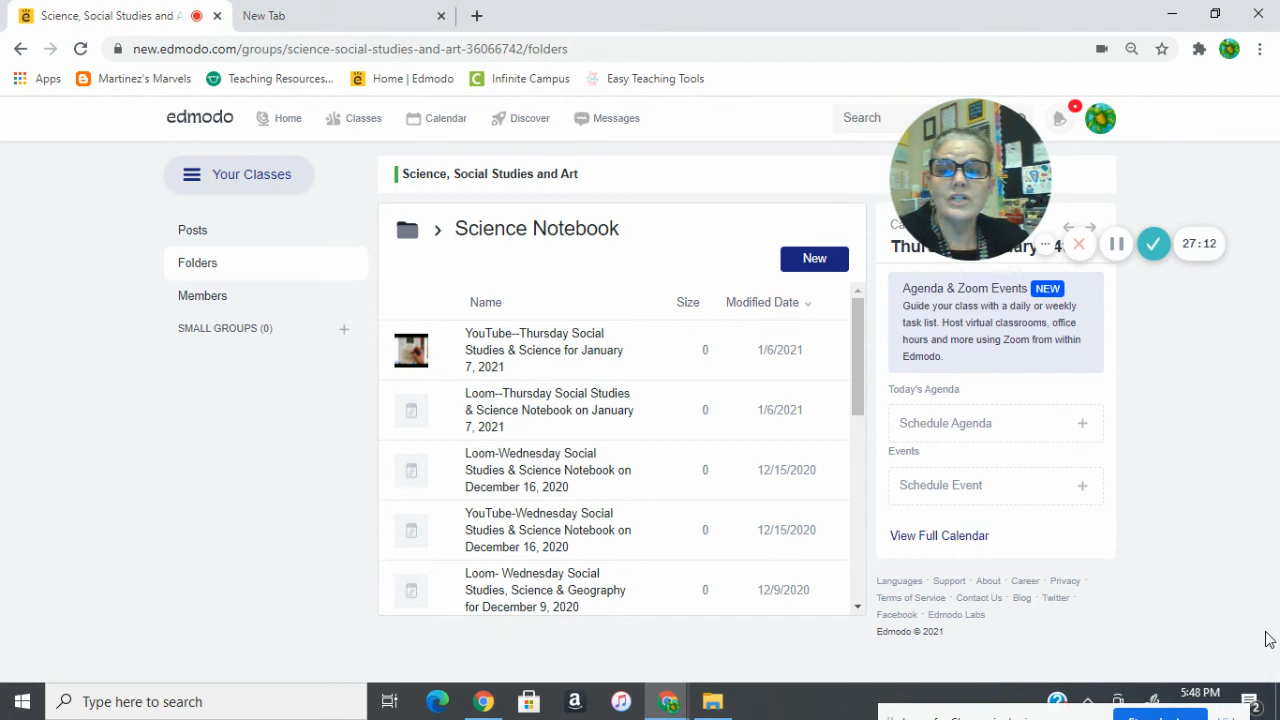 Science, Social Studies and A
New Tab
new.edmodo.com/groups/science-social-studies-and-art-36066742/folders
Apps
Martinez's Marvels
Teaching Resources...
Home | Edmodo
Infinite Campus
Easy Teaching Tools
edmodo
Home
Classes
Calendar
Discover
Messages
Search
Your Classes
Science, Social Studies and Art
Posts
Folders
Members
SMALL GROUPS (0)
Science Notebook
New
Name
Size
Modified Date
YouTube--Thursday Social
Studies & Science for January
7, 2021
0
1/6/2021
Loom--Thursday Social Studies
& Science Notebook on January
7, 2021
0
1/6/2021
Loom-Wednesday Social
Studies & Science Notebook on
December 16, 2020
0
12/15/2020
YouTube-Wednesday Social
Studies & Science Notebook on
December 16, 2020
0
12/15/2020
Loom- Wednesday Social
Studies, Science & Geography
for December 9, 2020
0
12/9/2020
27:12
Agenda & Zoom Events NEW
Guide your class with a daily or weekly
task list. Host virtual classrooms, office
hours and more using Zoom from within
Edmodo.
Today's Agenda
Schedule Agenda
Events
Schedule Event
View Full Calendar
Languages · Support · About · Career · Privacy ·
Terms of Service · Contact Us · Blog · Twitter ·
Facebook · Edmodo Labs
Edmodo © 2021
Type here to search
5:48 PM
2